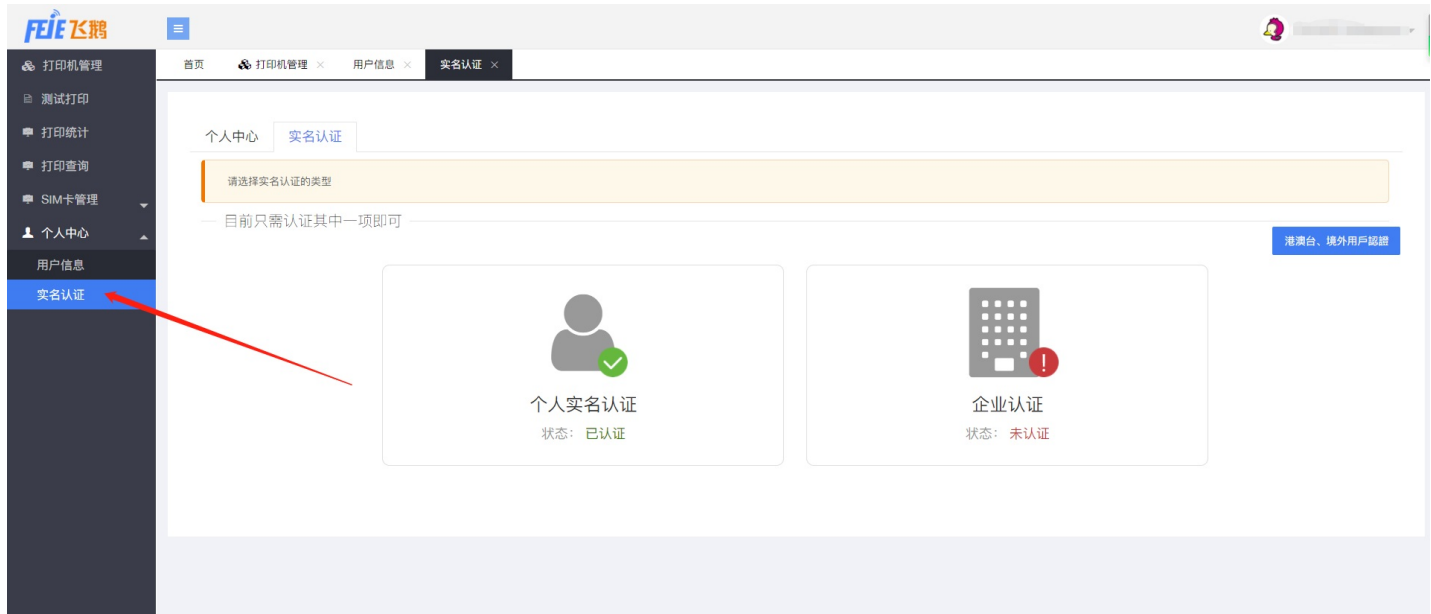 FEIE飞鹅
打印机管理
测试打印
打印统计
打印查询
SIM卡管理
个人中心
用户信息
实名认证
首页 打印机管理 × 用户信息 × 实名认证 ×
个人中心 实名认证
请选择实名认证的类型
目前只需认证其中一项即可
港澳台、境外用戶認證
个人实名认证
状态： 已认证
企业认证
状态： 未认证